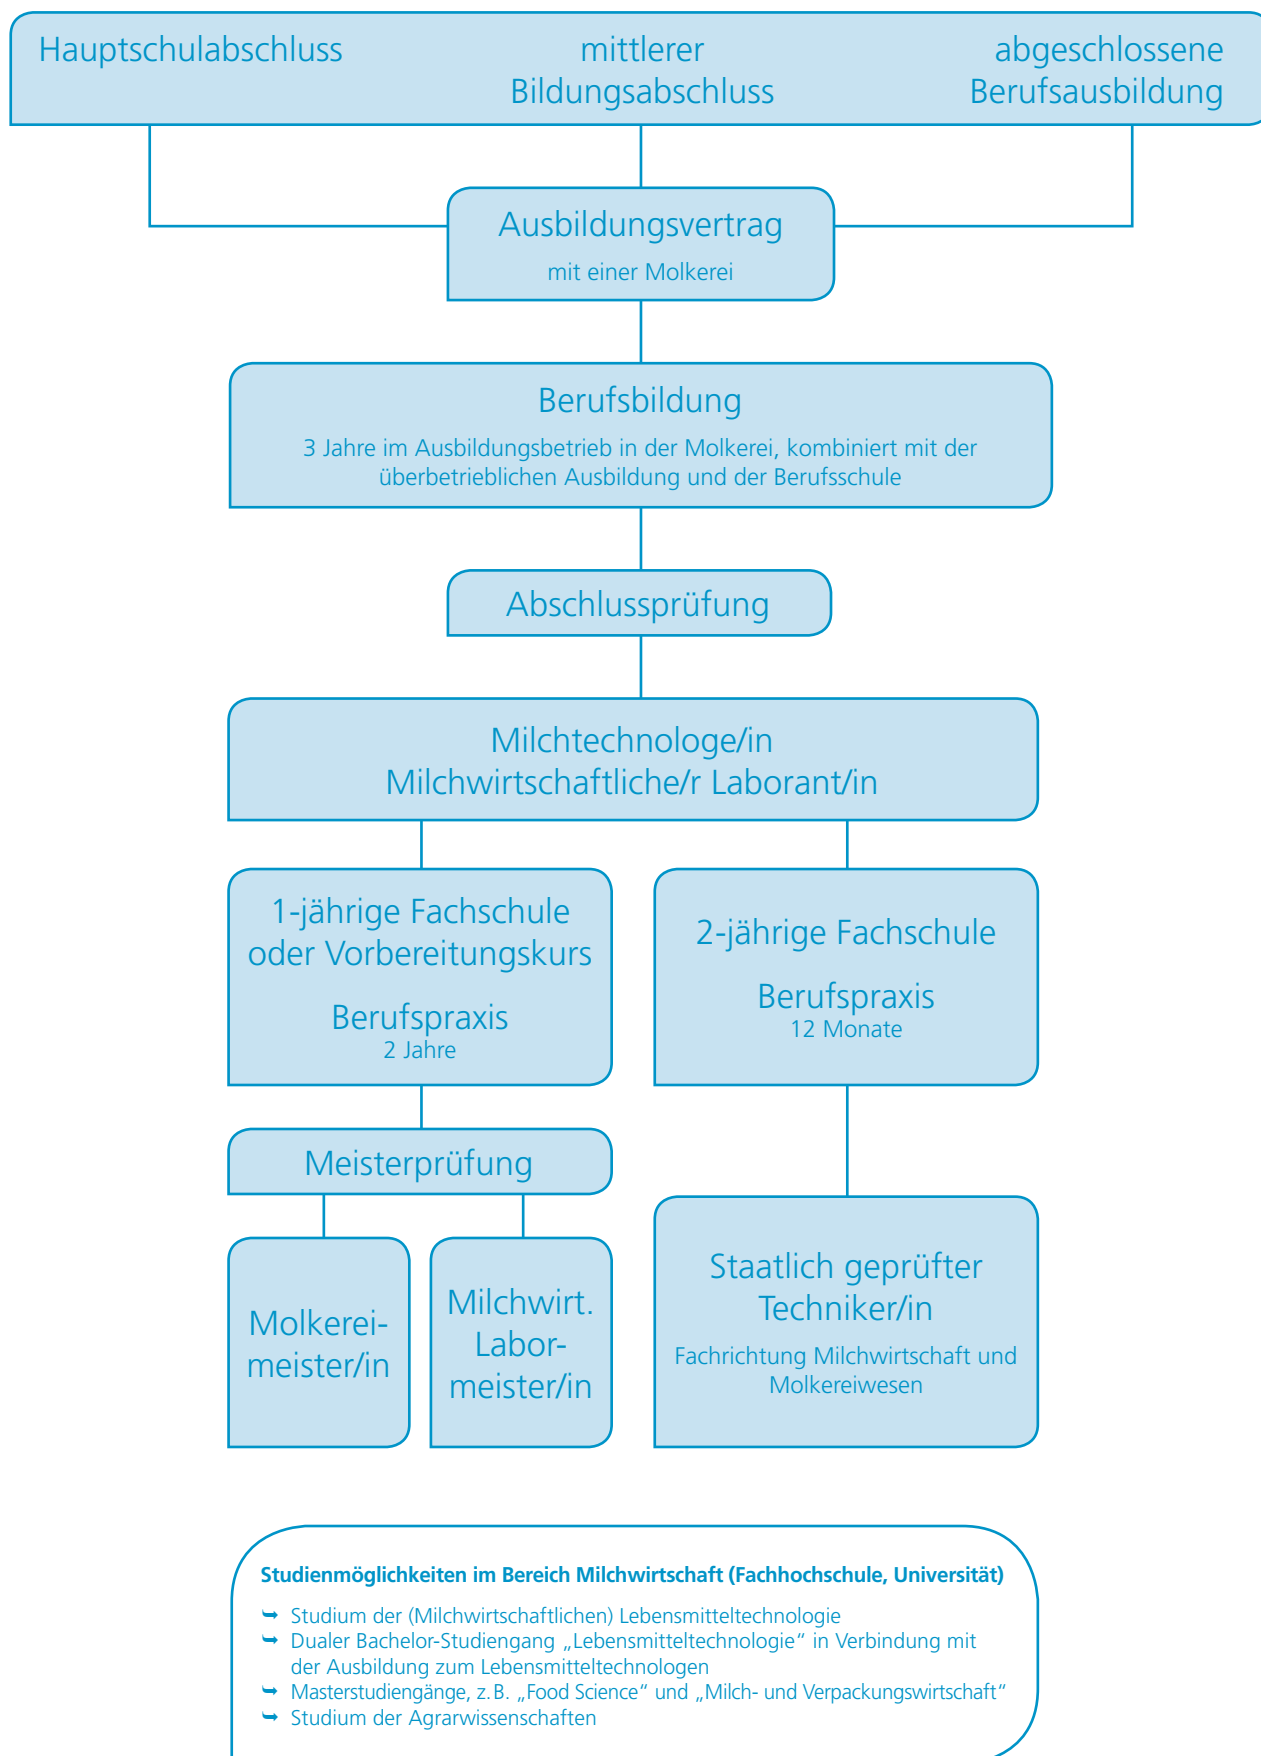 Hauptschulabschluss
mittlerer
Bildungsabschluss
abgeschlossene
Berufsausbildung
Ausbildungsvertrag
mit einer Molkerei
Berufsbildung
3 Jahre im Ausbildungsbetrieb in der Molkerei, kombiniert mit der
überbetrieblichen Ausbildung und der Berufsschule
Abschlussprüfung
Milchtechnologe/in
Milchwirtschaftliche/r Laborant/in
1-jährige Fachschule
oder Vorbereitungskurs
Berufspraxis
2 Jahre
2-jährige Fachschule
Berufspraxis
12 Monate
Meisterprüfung
Molkerei-
meister/in
Milchwirt.
Labor-
meister/in
Staatlich geprüfter
Techniker/in
Fachrichtung Milchwirtschaft und
Molkereiwesen
Studienmöglichkeiten im Bereich Milchwirtschaft (Fachhochschule, Universität)
➥ Studium der (Milchwirtschaftlichen) Lebensmitteltechnologie
➥ Dualer Bachelor-Studiengang „Lebensmitteltechnologie“ in Verbindung mit
der Ausbildung zum Lebensmitteltechnologen
➥ Masterstudiengänge, z.B. „Food Science“ und „Milch- und Verpackungswirtschaft“
➥ Studium der Agrarwissenschaften